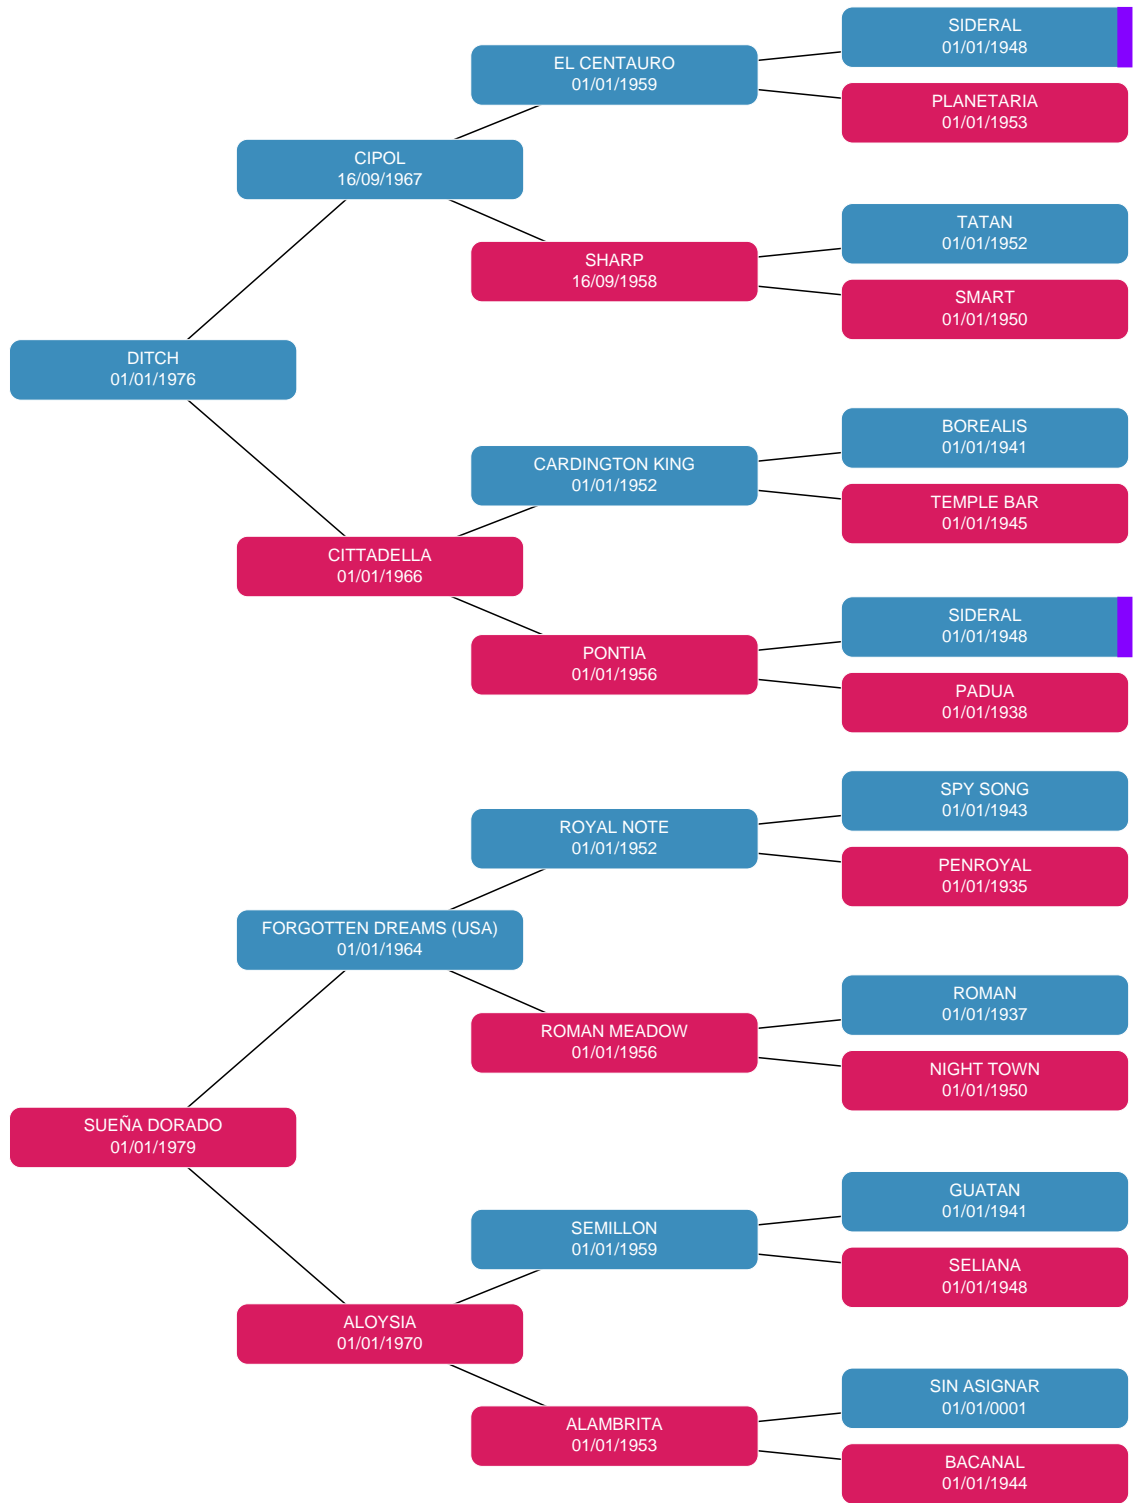 SIDERAL
01/01/1948
EL CENTAURO
01/01/1959
PLANETARIA
01/01/1953
CIPOL
16/09/1967
TATAN
01/01/1952
SHARP
16/09/1958
SMART
01/01/1950
DITCH
01/01/1976
BOREALIS
01/01/1941
CARDINGTON KING
01/01/1952
TEMPLE BAR
01/01/1945
CITTADELLA
01/01/1966
SIDERAL
01/01/1948
PONTIA
01/01/1956
PADUA
01/01/1938
SPY SONG
01/01/1943
ROYAL NOTE
01/01/1952
PENROYAL
01/01/1935
FORGOTTEN DREAMS (USA)
01/01/1964
ROMAN
01/01/1937
ROMAN MEADOW
01/01/1956
NIGHT TOWN
01/01/1950
SUEÑA DORADO
01/01/1979
GUATAN
01/01/1941
SEMILLON
01/01/1959
SELIANA
01/01/1948
ALOYSIA
01/01/1970
SIN ASIGNAR
01/01/0001
ALAMBRITA
01/01/1953
BACANAL
01/01/1944